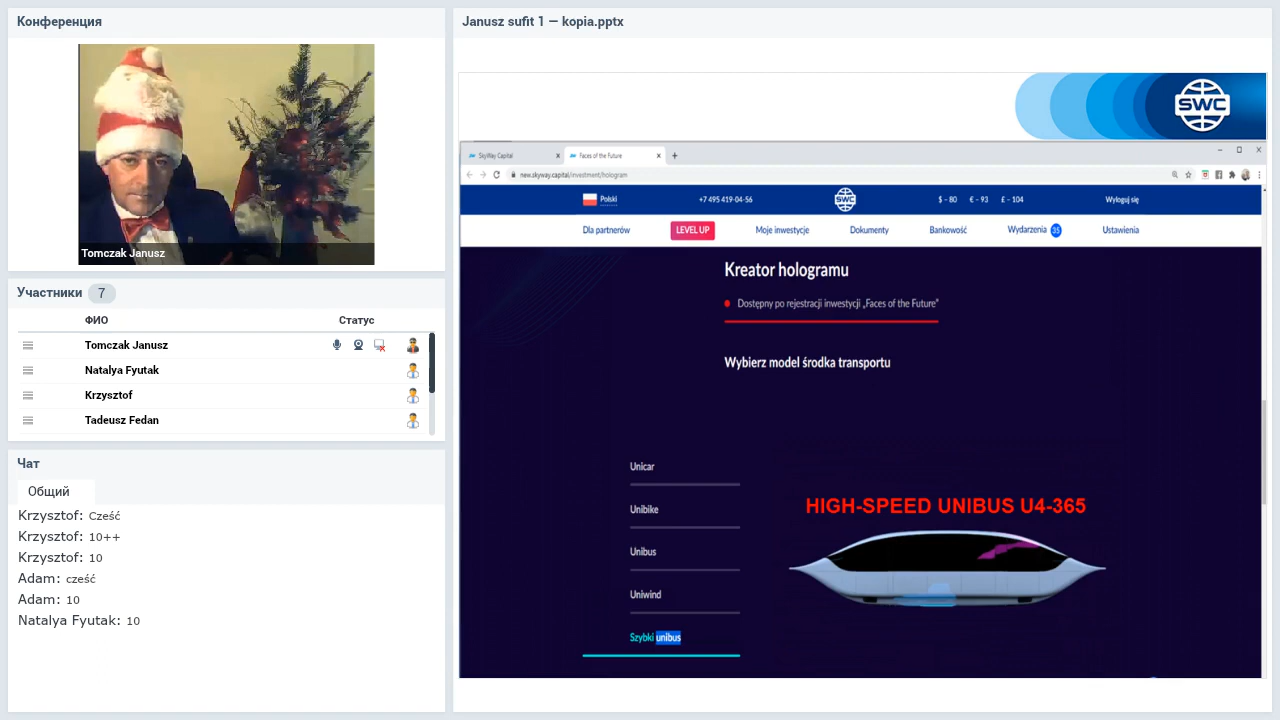 Конференция
Tomczak Janusz
Участники 7
ФИО Статус
Tomczak Janusz
Natalya Fyutak
Krzysztof
Tadeusz Fedan
Чат
Общий
Krzysztof: Cześć
Krzysztof: 10++
Krzysztof: 10
Adam: cześć
Adam: 10
Natalya Fyutak: 10
Janusz sufit 1 — kopia.pptx
SWC
SkyWay Capital
Faces of the Future
new.skyway.capital/investment/hologram
Polski +7 495 419-04-56 SWC $ – 80 € – 93 £ – 104 Wyloguj się
Dla partnerów LEVEL UP Moje inwestycje Dokumenty Bankowość Wydarzenia 35 Ustawienia
Kreator hologramu
Dostępny po rejestracji inwestycji „Faces of the Future”
Wybierz model środka transportu
Unicar
Unibike
Unibus
Uniwind
Szybki unibus
HIGH-SPEED UNIBUS U4-365